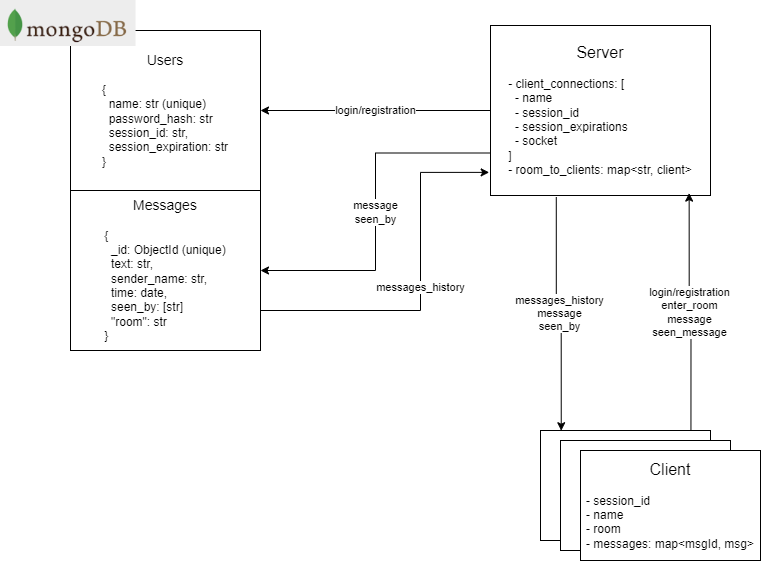 mongoDB
Users
{
name: str (unique)
password_hash: str
session_id: str,
session_expiration: str
}
Messages
{
_id: ObjectId (unique)
text: str,
sender_name: str,
time: date,
seen_by: [str]
"room": str
}
login/registration
message
seen_by
messages_history
Server
- client_connections: [
- name
- session_id
- session_expirations
- socket
]
- room_to_clients: map<str, client>
messages_history
message
seen_by
login/registration
enter_room
message
seen_message
Client
- session_id
- name
- room
- messages: map<msgId, msg>